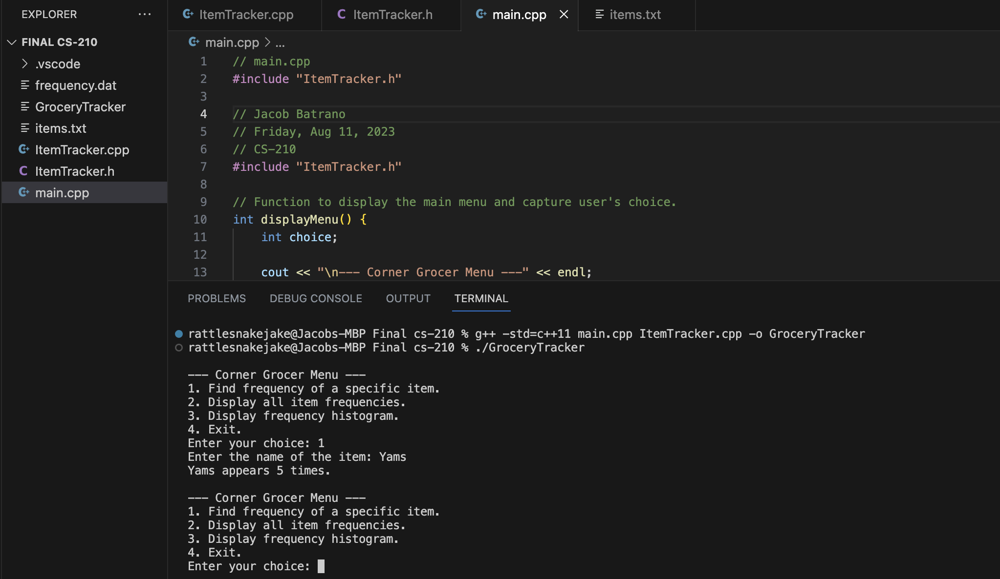 EXPLORER ...
FINAL CS-210
.vscode
frequency.dat
GroceryTracker
items.txt
ItemTracker.cpp
ItemTracker.h
main.cpp
ItemTracker.cpp
ItemTracker.h
main.cpp
items.txt
main.cpp > ...
1 // main.cpp
2 #include "ItemTracker.h"
3
4 // Jacob Batrano
5 // Friday, Aug 11, 2023
6 // CS-210
7 #include "ItemTracker.h"
8
9 // Function to display the main menu and capture user's choice.
10 int displayMenu() {
11 int choice;
12
13 cout << "\n--- Corner Grocer Menu ---" << endl;
PROBLEMS DEBUG CONSOLE OUTPUT TERMINAL
rattlesnakejake@Jacobs-MBP Final cs-210 % g++ -std=c++11 main.cpp ItemTracker.cpp -o GroceryTracker
rattlesnakejake@Jacobs-MBP Final cs-210 % ./GroceryTracker
--- Corner Grocer Menu ---
1. Find frequency of a specific item.
2. Display all item frequencies.
3. Display frequency histogram.
4. Exit.
Enter your choice: 1
Enter the name of the item: Yams
Yams appears 5 times.
--- Corner Grocer Menu ---
1. Find frequency of a specific item.
2. Display all item frequencies.
3. Display frequency histogram.
4. Exit.
Enter your choice: